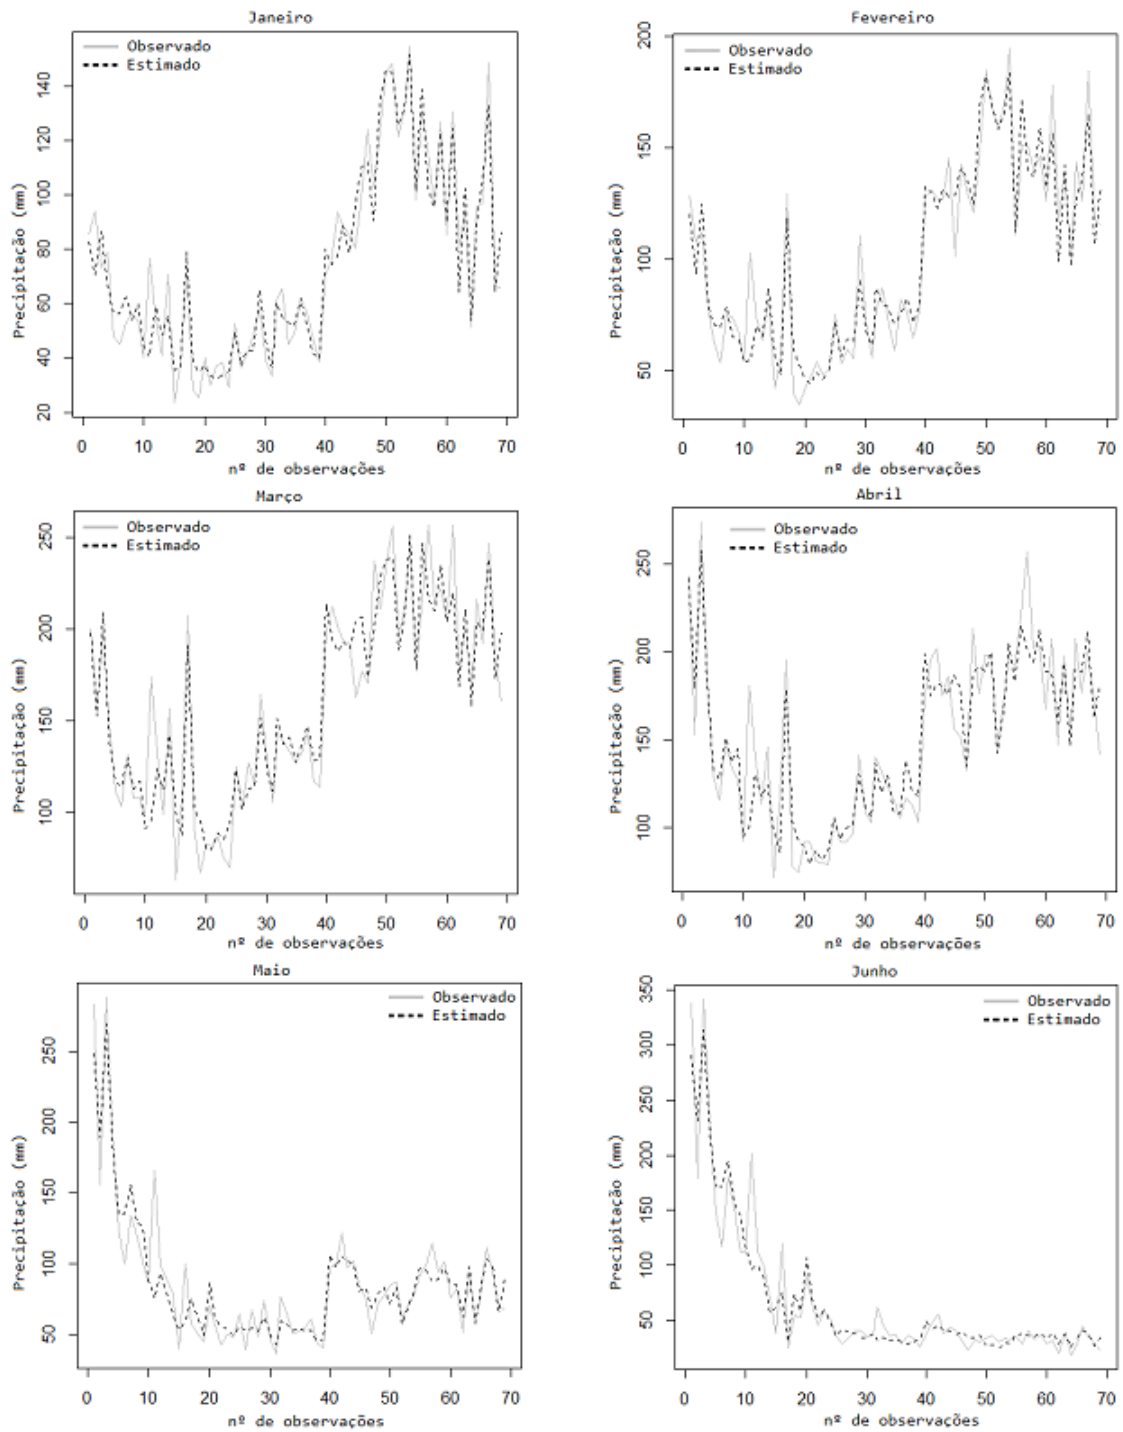 Janeiro
Observado
Estimado
Precipitação (mm)
20 40 60 80 100 120 140
0 10 20 30 40 50 60 70
nº de observações
Fevereiro
Observado
Estimado
Precipitação (mm)
50 100 150 200
0 10 20 30 40 50 60 70
nº de observações
Março
Observado
Estimado
Precipitação (mm)
100 150 200 250
0 10 20 30 40 50 60 70
nº de observações
Abril
Observado
Estimado
Precipitação (mm)
100 150 200 250
0 10 20 30 40 50 60 70
nº de observações
Maio
Observado
Estimado
Precipitação (mm)
50 100 150 200 250
0 10 20 30 40 50 60 70
nº de observações
Junho
Observado
Estimado
Precipitação (mm)
50 100 150 200 250 300 350
0 10 20 30 40 50 60 70
nº de observações